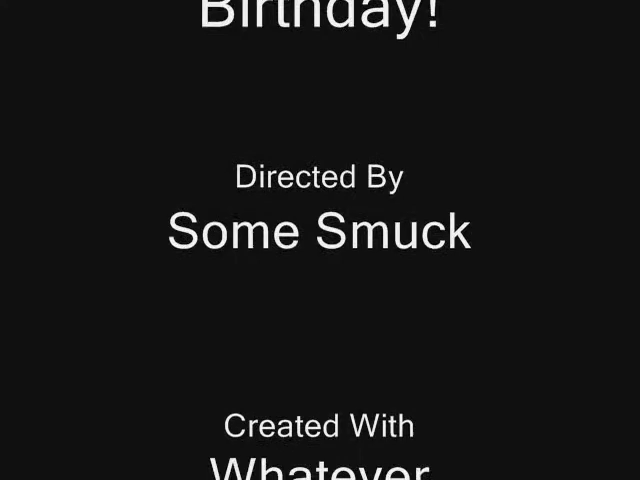 Birthday!
Directed By
Some Smuck
Created With
Whatever